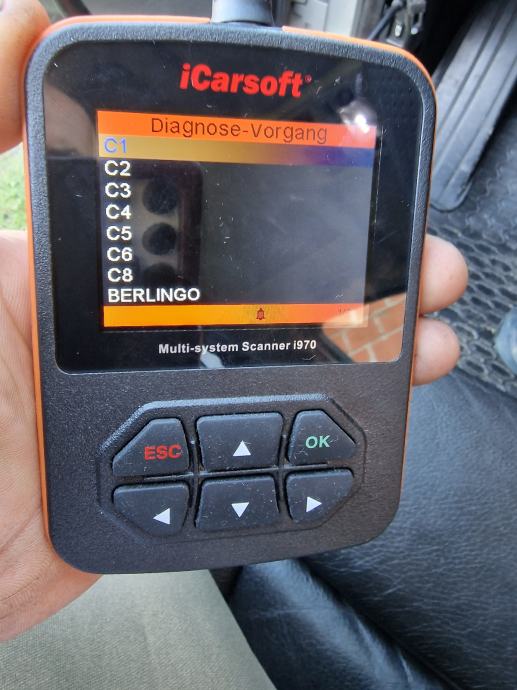 iCarsoft
Diagnose-Vorgang
C1
C2
C3
C4
C5
C6
C8
BERLINGO
Multi-system Scanner i970
ESC
OK